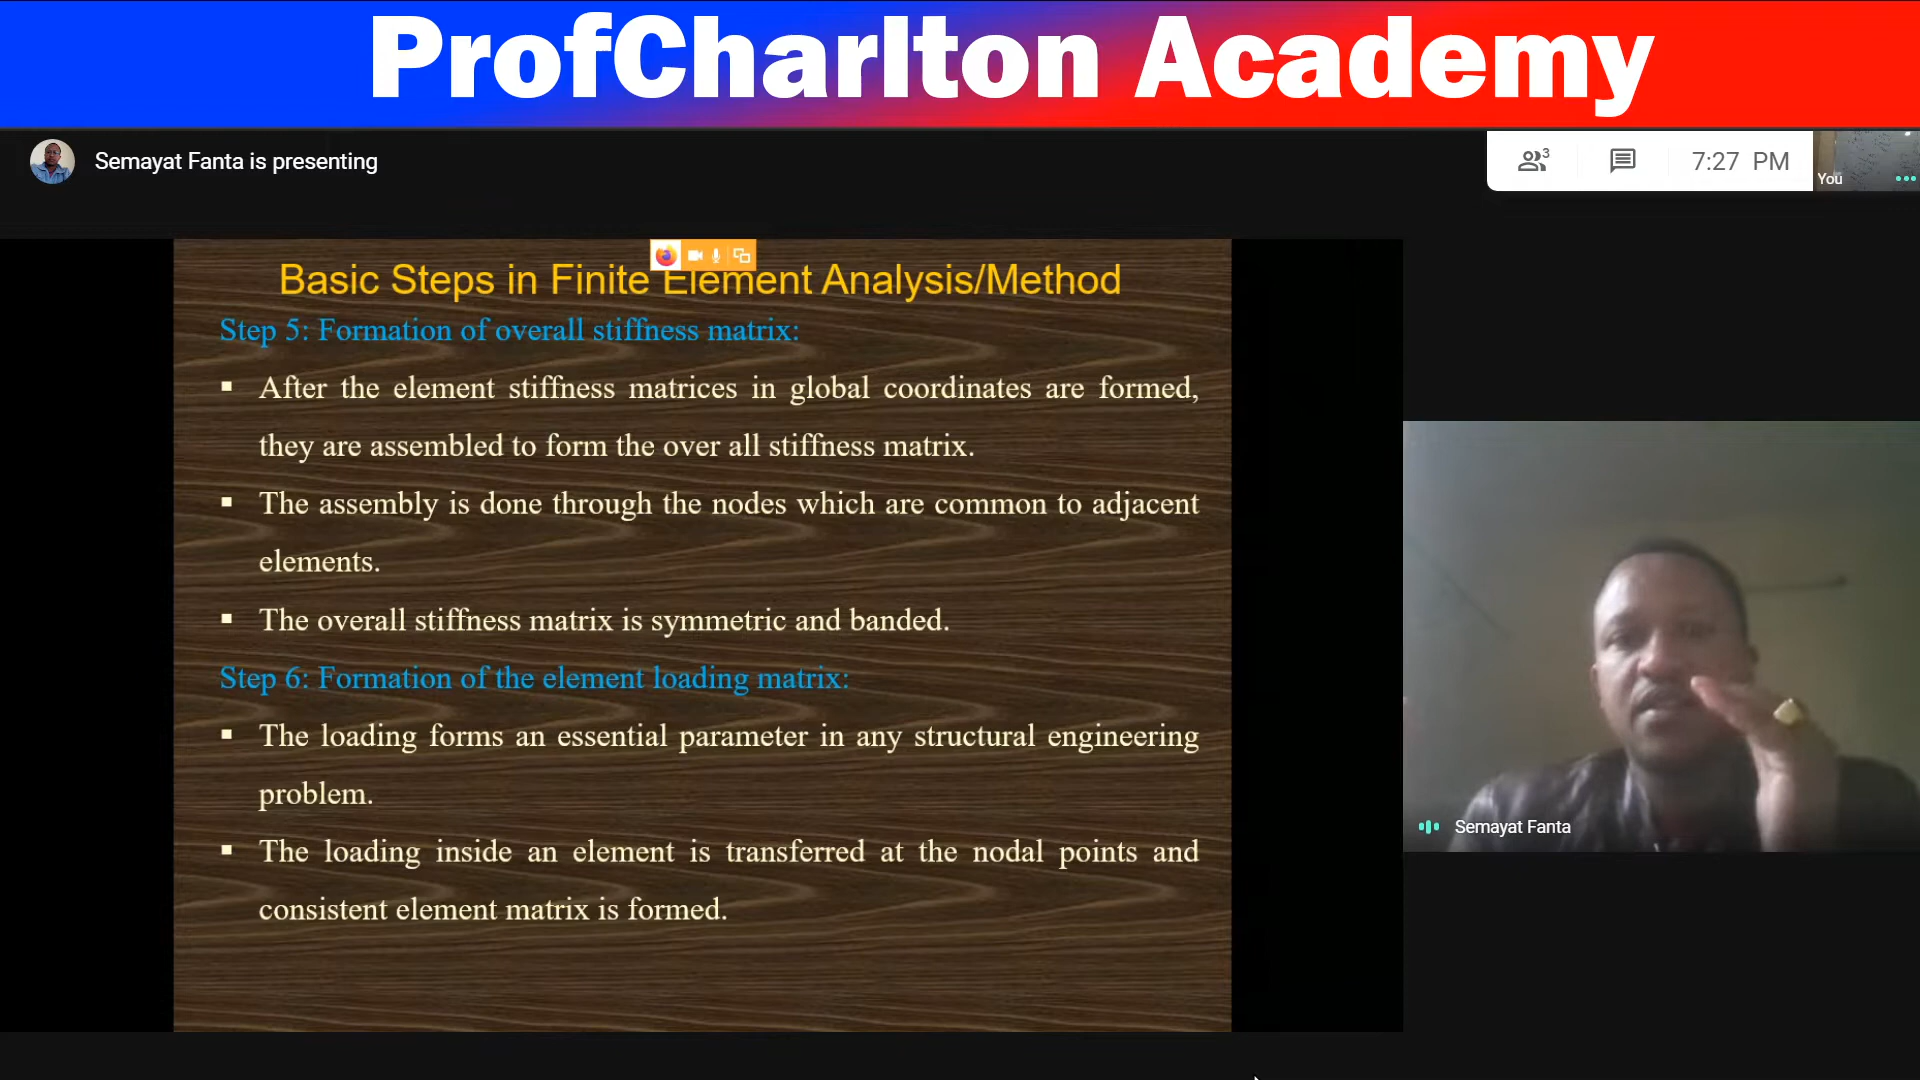 ProfCharlton Academy
Semayat Fanta is presenting
3
7:27 PM
You
Basic Steps in Finite Element Analysis/Method
Step 5: Formation of overall stiffness matrix:
▪ After the element stiffness matrices in global coordinates are formed,
they are assembled to form the over all stiffness matrix.
▪ The assembly is done through the nodes which are common to adjacent
elements.
▪ The overall stiffness matrix is symmetric and banded.
Step 6: Formation of the element loading matrix:
▪ The loading forms an essential parameter in any structural engineering
problem.
▪ The loading inside an element is transferred at the nodal points and
consistent element matrix is formed.
Semayat Fanta